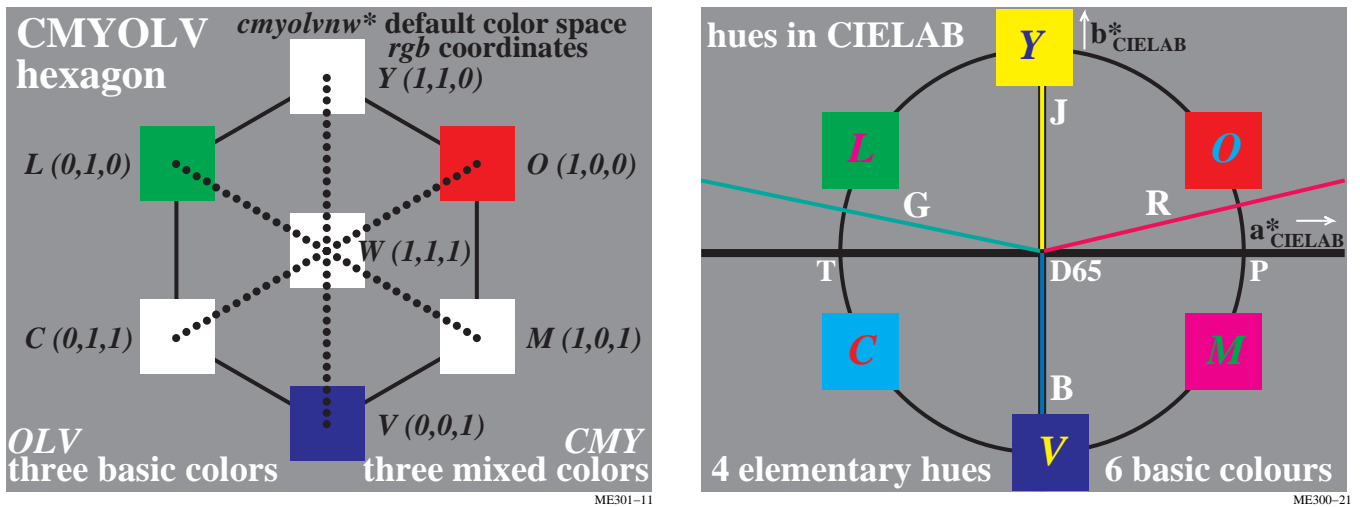 CMYOLV
hexagon
cmyolvnw* default color space
rgb coordinates
Y (1,1,0)
L (0,1,0)
O (1,0,0)
W (1,1,1)
C (0,1,1)
M (1,0,1)
V (0,0,1)
OLV
three basic colors
CMY
three mixed colors
ME301−11
hues in CIELAB
Y
b*CIELAB
J
L
O
G
R
a*CIELAB
T
D65
P
C
M
B
V
4 elementary hues
6 basic colours
ME300−21